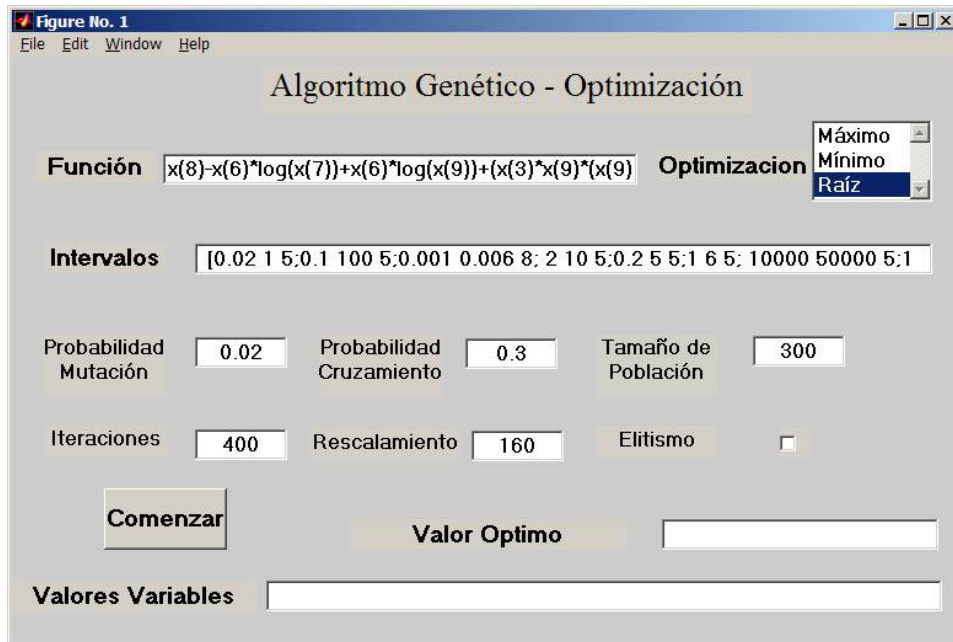 Figure No. 1
File Edit Window Help
Algoritmo Genético - Optimización
Función x(8)-x(6)*log(x(7))+x(6)*log(x(9))+(x(3)*x(9)*(x(9) Optimizacion
Máximo
Mínimo
Raíz
Intervalos [0.02 1 5;0.1 100 5;0.001 0.006 8; 2 10 5;0.2 5 5;1 6 5; 10000 50000 5;1
Probabilidad Mutación 0.02 Probabilidad Cruzamiento 0.3 Tamaño de Población 300
Iteraciones 400 Rescalamiento 160 Elitismo
Comenzar
Valor Optimo
Valores Variables